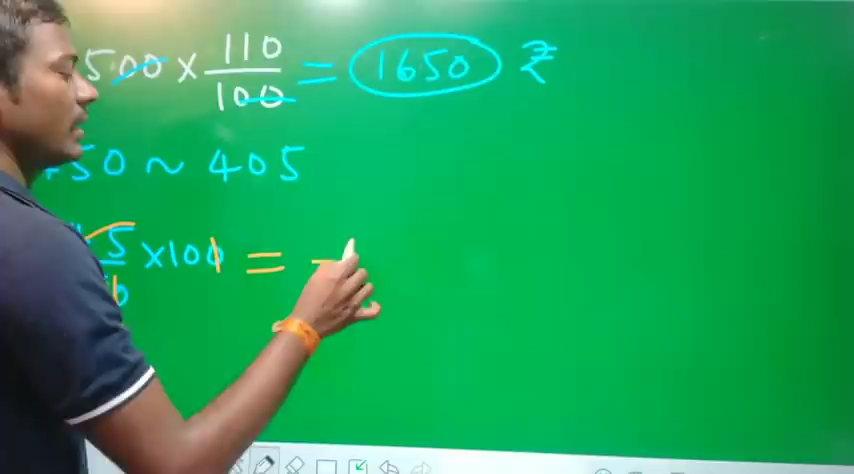 500 × 110/100 = 1650 ₹
50 ~ 405
5 × 100 =